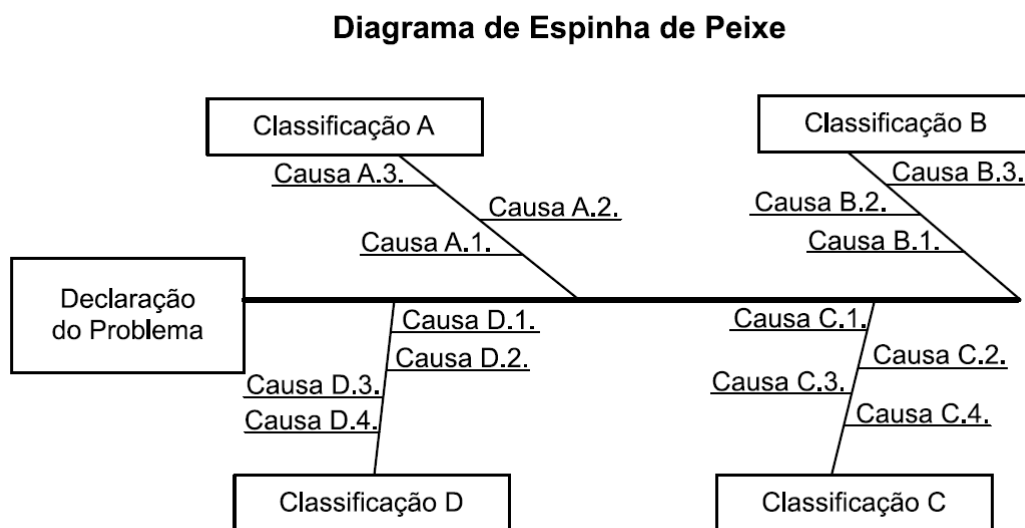 Diagrama de Espinha de Peixe
Classificação A
Classificação B
Causa A.3.
Causa A.2.
Causa A.1.
Causa B.3.
Causa B.2.
Causa B.1.
Declaração
do Problema
Causa D.1.
Causa D.2.
Causa D.3.
Causa D.4.
Causa C.1.
Causa C.2.
Causa C.3.
Causa C.4.
Classificação D
Classificação C